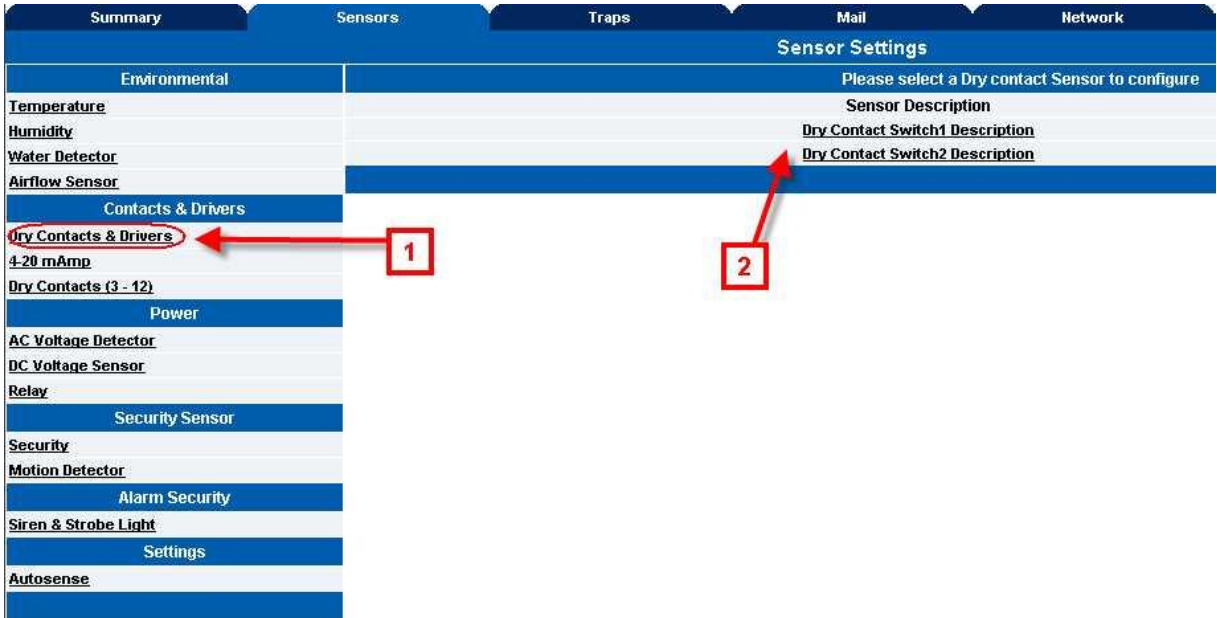 Summary Sensors Traps Mail Network
Sensor Settings
Environmental
Temperature
Humidity
Water Detector
Airflow Sensor
Contacts & Drivers
Dry Contacts & Drivers
4-20 mAmp
Dry Contacts (3 - 12)
Power
AC Voltage Detector
DC Voltage Sensor
Relay
Security Sensor
Security
Motion Detector
Alarm Security
Siren & Strobe Light
Settings
Autosense
Please select a Dry contact Sensor to configure
Sensor Description
Dry Contact Switch1 Description
Dry Contact Switch2 Description
1
2